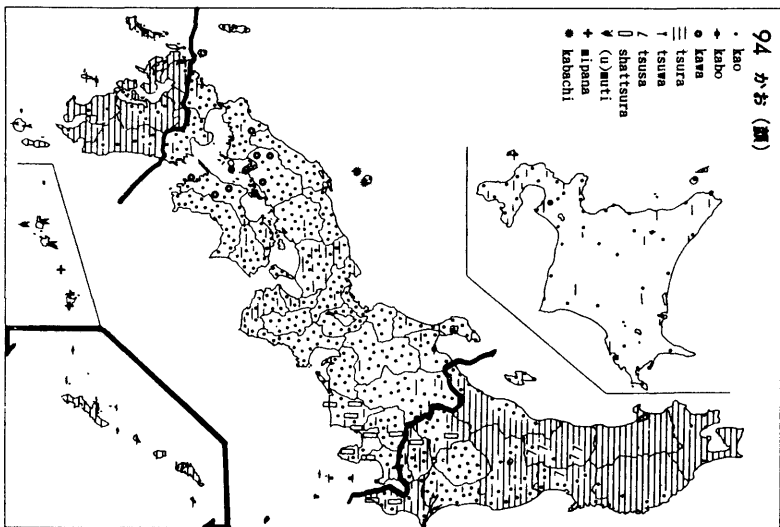 94 かお (顔)
・ kao
✦ kabo
◎ kawa
☰ tsura
┬ tsuwa
∠ tsusa
▯ shattsura
(u)muti
+ mipana
✱ kabachi